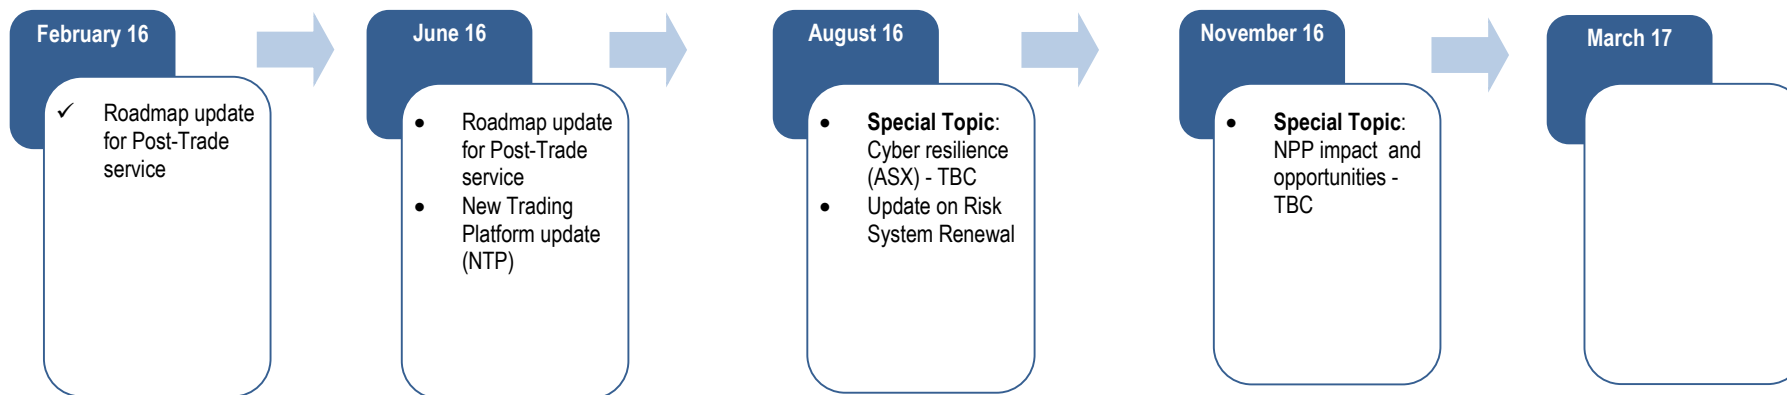 February 16
✓ Roadmap update
for Post-Trade
service
June 16
• Roadmap update
for Post-Trade
service
• New Trading
Platform update
(NTP)
August 16
• Special Topic:
Cyber resilience
(ASX) - TBC
• Update on Risk
System Renewal
November 16
• Special Topic:
NPP impact and
opportunities -
TBC
March 17